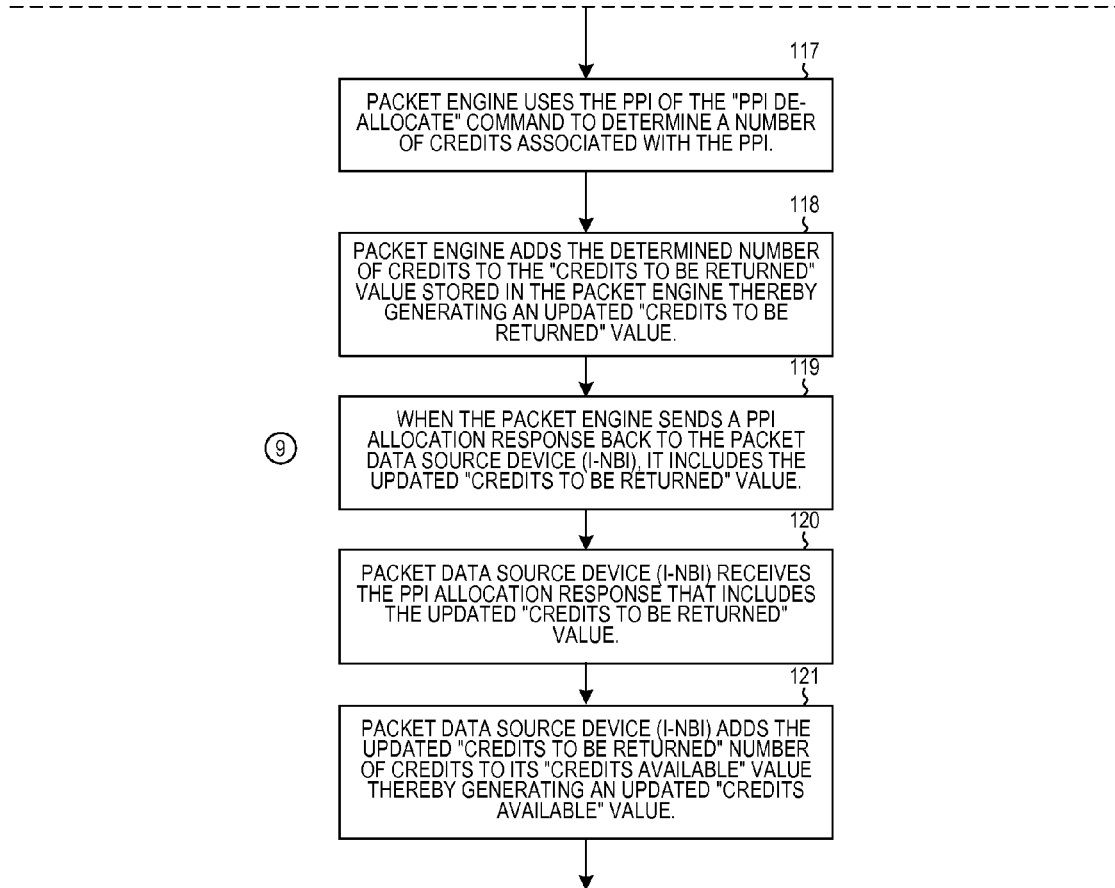 117
PACKET ENGINE USES THE PPI OF THE "PPI DE-
ALLOCATE" COMMAND TO DETERMINE A NUMBER
OF CREDITS ASSOCIATED WITH THE PPI.
118
PACKET ENGINE ADDS THE DETERMINED NUMBER
OF CREDITS TO THE "CREDITS TO BE RETURNED"
VALUE STORED IN THE PACKET ENGINE THEREBY
GENERATING AN UPDATED "CREDITS TO BE
RETURNED" VALUE.
119
9
WHEN THE PACKET ENGINE SENDS A PPI
ALLOCATION RESPONSE BACK TO THE PACKET
DATA SOURCE DEVICE (I-NBI), IT INCLUDES THE
UPDATED "CREDITS TO BE RETURNED" VALUE.
120
PACKET DATA SOURCE DEVICE (I-NBI) RECEIVES
THE PPI ALLOCATION RESPONSE THAT INCLUDES
THE UPDATED "CREDITS TO BE RETURNED"
VALUE.
121
PACKET DATA SOURCE DEVICE (I-NBI) ADDS THE
UPDATED "CREDITS TO BE RETURNED" NUMBER
OF CREDITS TO ITS "CREDITS AVAILABLE" VALUE
THEREBY GENERATING AN UPDATED "CREDITS
AVAILABLE" VALUE.